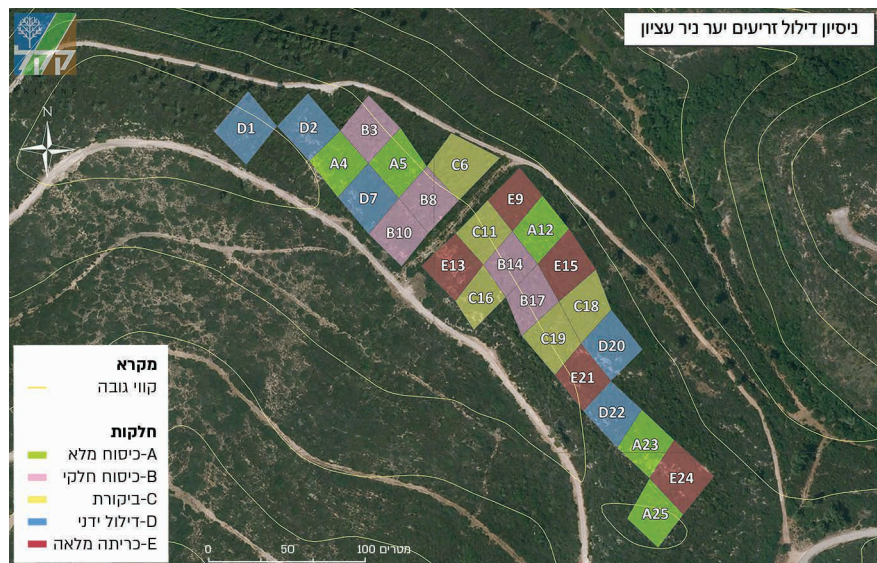 ניסיון דילול זריעים יער ניר עציון
קק"ל
N
D1
D2
B3
A4
A5
C6
D7
B8
B10
E9
C11
A12
E13
B14
E15
C16
B17
C18
C19
D20
E21
D22
A23
E24
A25
מקרא
קווי גובה
חלקות
A-כיסוח מלא
B-כיסוח חלקי
C-ביקורת
D-דילול ידני
E-כריתה מלאה
0 50 100 מטרים